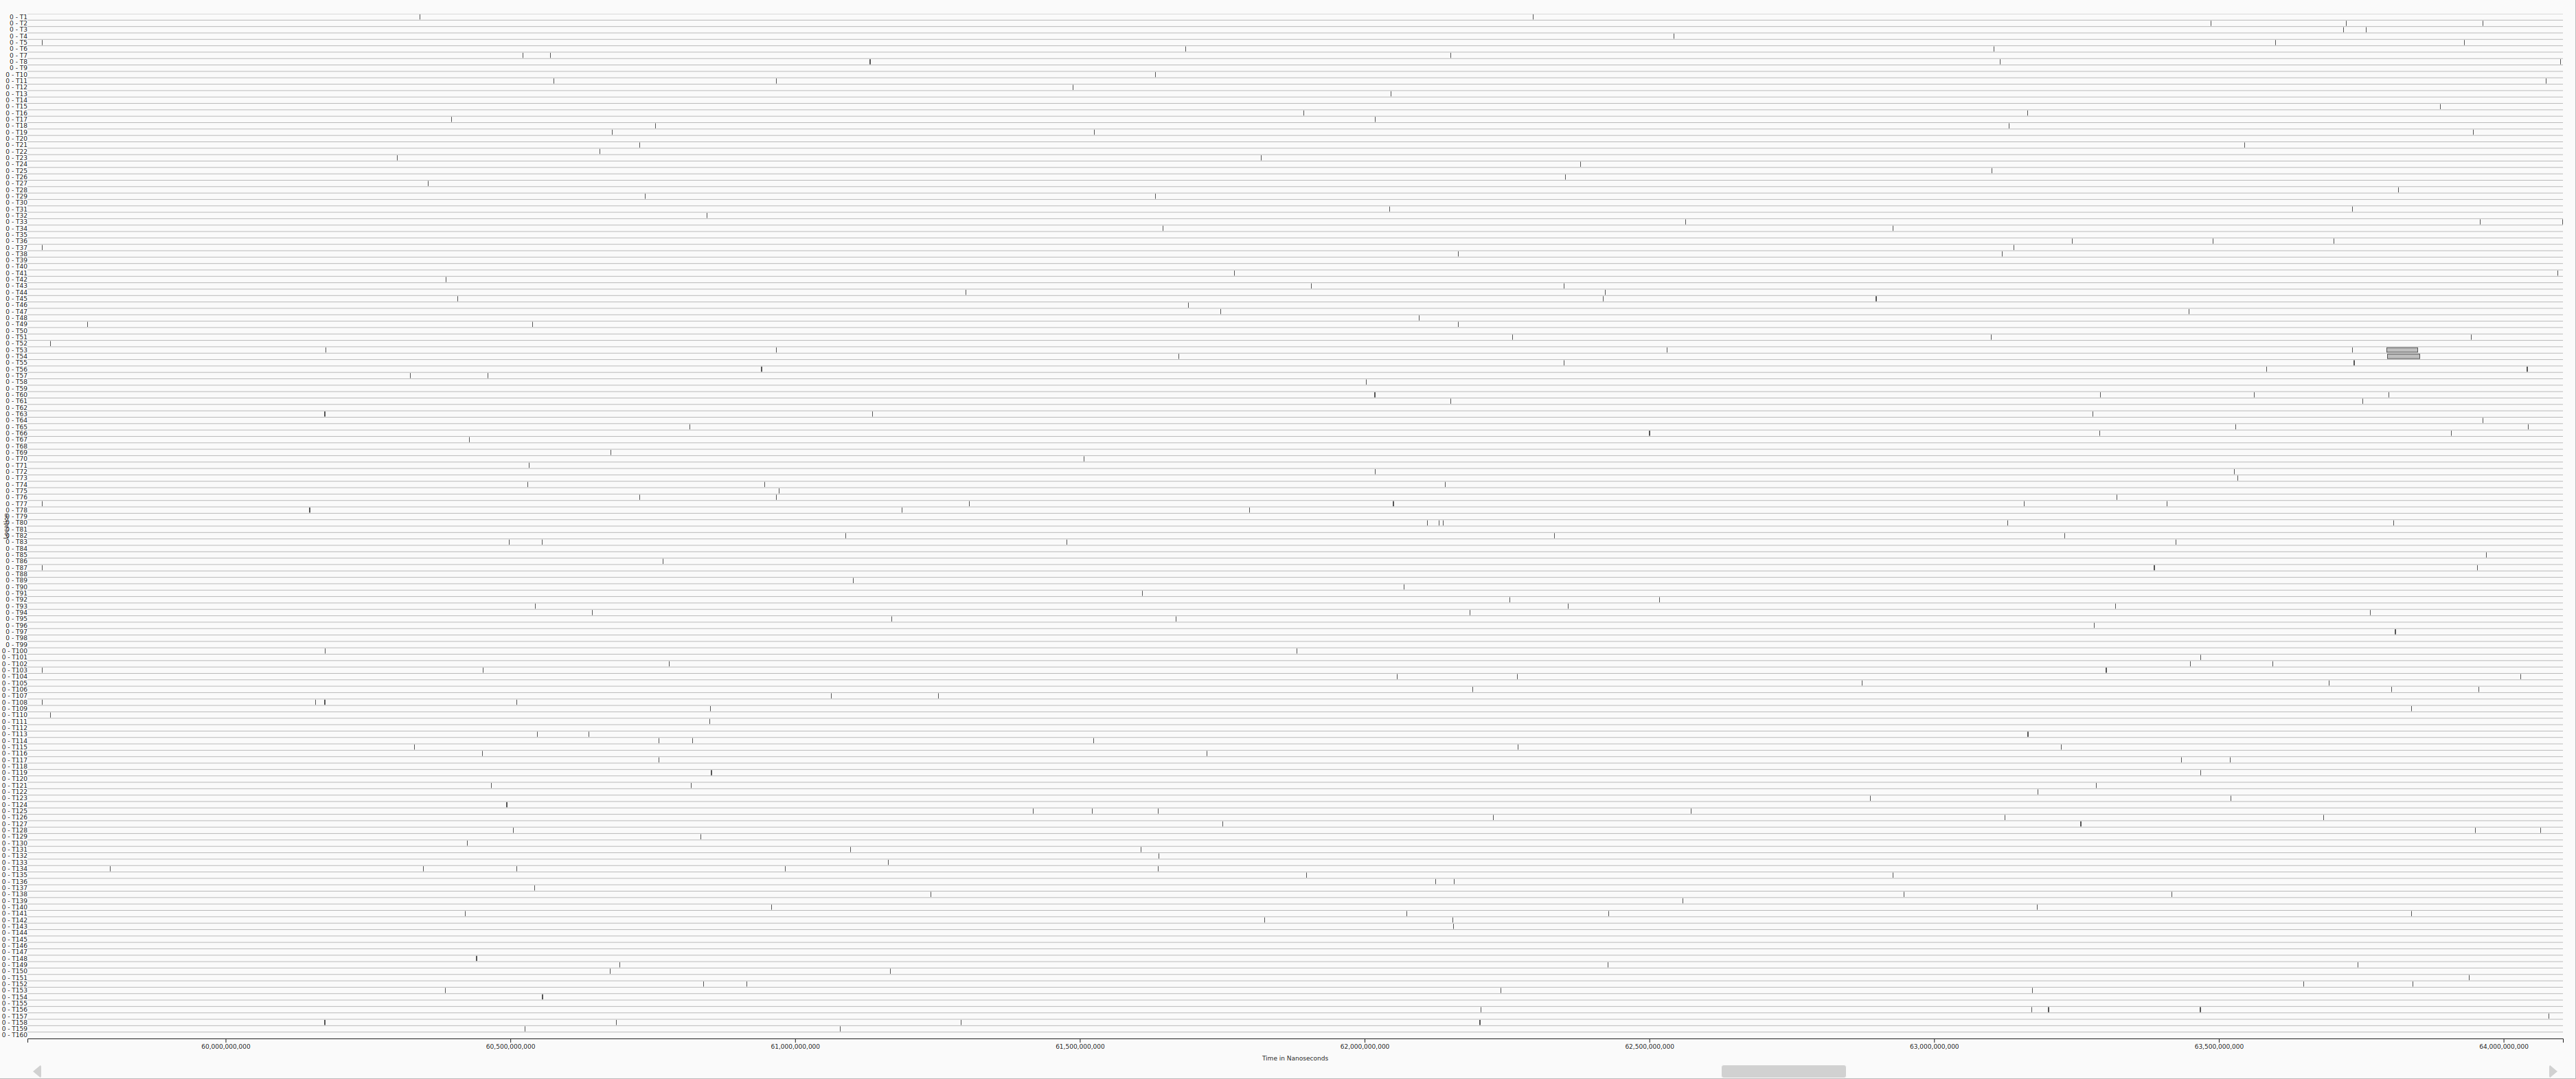 0 - T1
0 - T2
0 - T3
0 - T4
0 - T5
0 - T6
0 - T7
0 - T8
0 - T9
0 - T10
0 - T11
0 - T12
0 - T13
0 - T14
0 - T15
0 - T16
0 - T17
0 - T18
0 - T19
0 - T20
0 - T21
0 - T22
0 - T23
0 - T24
0 - T25
0 - T26
0 - T27
0 - T28
0 - T29
0 - T30
0 - T31
0 - T32
0 - T33
0 - T34
0 - T35
0 - T36
0 - T37
0 - T38
0 - T39
0 - T40
0 - T41
0 - T42
0 - T43
0 - T44
0 - T45
0 - T46
0 - T47
0 - T48
0 - T49
0 - T50
0 - T51
0 - T52
0 - T53
0 - T54
0 - T55
0 - T56
0 - T57
0 - T58
0 - T59
0 - T60
0 - T61
0 - T62
0 - T63
0 - T64
0 - T65
0 - T66
0 - T67
0 - T68
0 - T69
0 - T70
0 - T71
0 - T72
0 - T73
0 - T74
0 - T75
0 - T76
0 - T77
0 - T78
0 - T79
0 - T80
0 - T81
0 - T82
0 - T83
0 - T84
0 - T85
0 - T86
0 - T87
0 - T88
0 - T89
0 - T90
0 - T91
0 - T92
0 - T93
0 - T94
0 - T95
0 - T96
0 - T97
0 - T98
0 - T99
0 - T100
0 - T101
0 - T102
0 - T103
0 - T104
0 - T105
0 - T106
0 - T107
0 - T108
0 - T109
0 - T110
0 - T111
0 - T112
0 - T113
0 - T114
0 - T115
0 - T116
0 - T117
0 - T118
0 - T119
0 - T120
0 - T121
0 - T122
0 - T123
0 - T124
0 - T125
0 - T126
0 - T127
0 - T128
0 - T129
0 - T130
0 - T131
0 - T132
0 - T133
0 - T134
0 - T135
0 - T136
0 - T137
0 - T138
0 - T139
0 - T140
0 - T141
0 - T142
0 - T143
0 - T144
0 - T145
0 - T146
0 - T147
0 - T148
0 - T149
0 - T150
0 - T151
0 - T152
0 - T153
0 - T154
0 - T155
0 - T156
0 - T157
0 - T158
0 - T159
0 - T160
60,000,000,000 60,500,000,000 61,000,000,000 61,500,000,000 62,000,000,000 62,500,000,000 63,000,000,000 63,500,000,000 64,000,000,000
Time in Nanoseconds